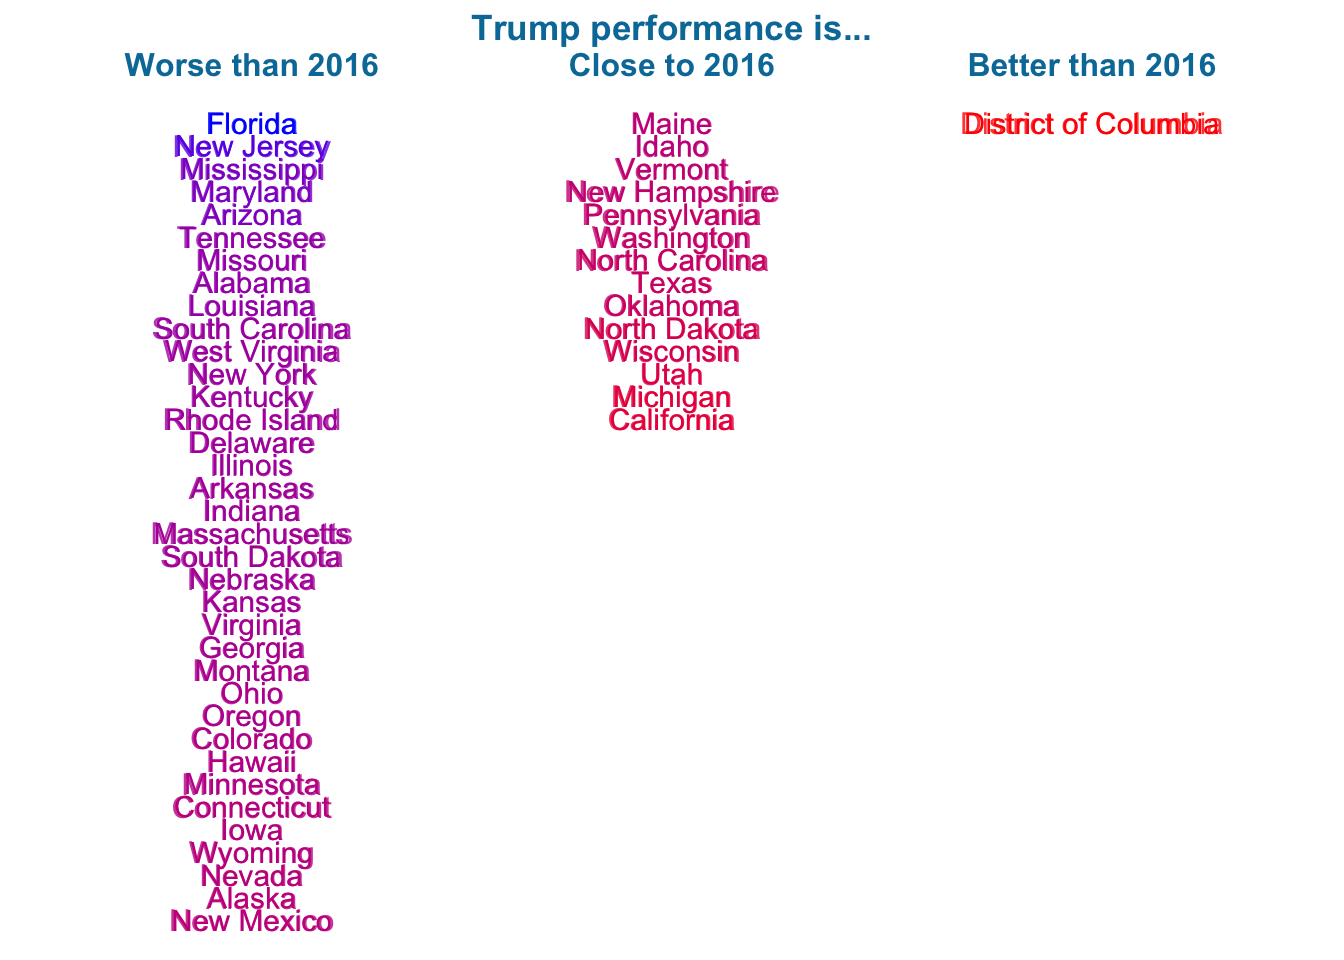 Trump performance is...
Worse than 2016
Close to 2016
Better than 2016
Florida
New Jersey
Mississippi
Maryland
Arizona
Tennessee
Missouri
Alabama
Louisiana
South Carolina
West Virginia
New York
Kentucky
Rhode Island
Delaware
Illinois
Arkansas
Indiana
Massachusetts
South Dakota
Nebraska
Kansas
Virginia
Georgia
Montana
Ohio
Oregon
Colorado
Hawaii
Minnesota
Connecticut
Iowa
Wyoming
Nevada
Alaska
New Mexico
Maine
Idaho
Vermont
New Hampshire
Pennsylvania
Washington
North Carolina
Texas
Oklahoma
North Dakota
Wisconsin
Utah
Michigan
California
District of Columbia